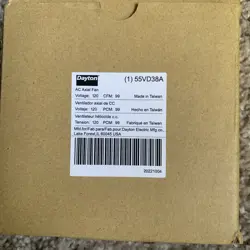 Dayton
(1) 55VD38A
AC Axial Fan
Voltage: 120 CFM: 99 Made in Taiwan
Ventilador axial de CC.
Voltaje: 120 PCM: 99 Hecho en Taiwán
Ventilateur hélicoïde c.c.
Tension: 120 PCM: 99 Fabriqué en Taiwan
Mfd.for/Fab.para/Fab.pour Dayton Electric Mfg.co.,
Lake Forest,IL 60045 USA
20221004